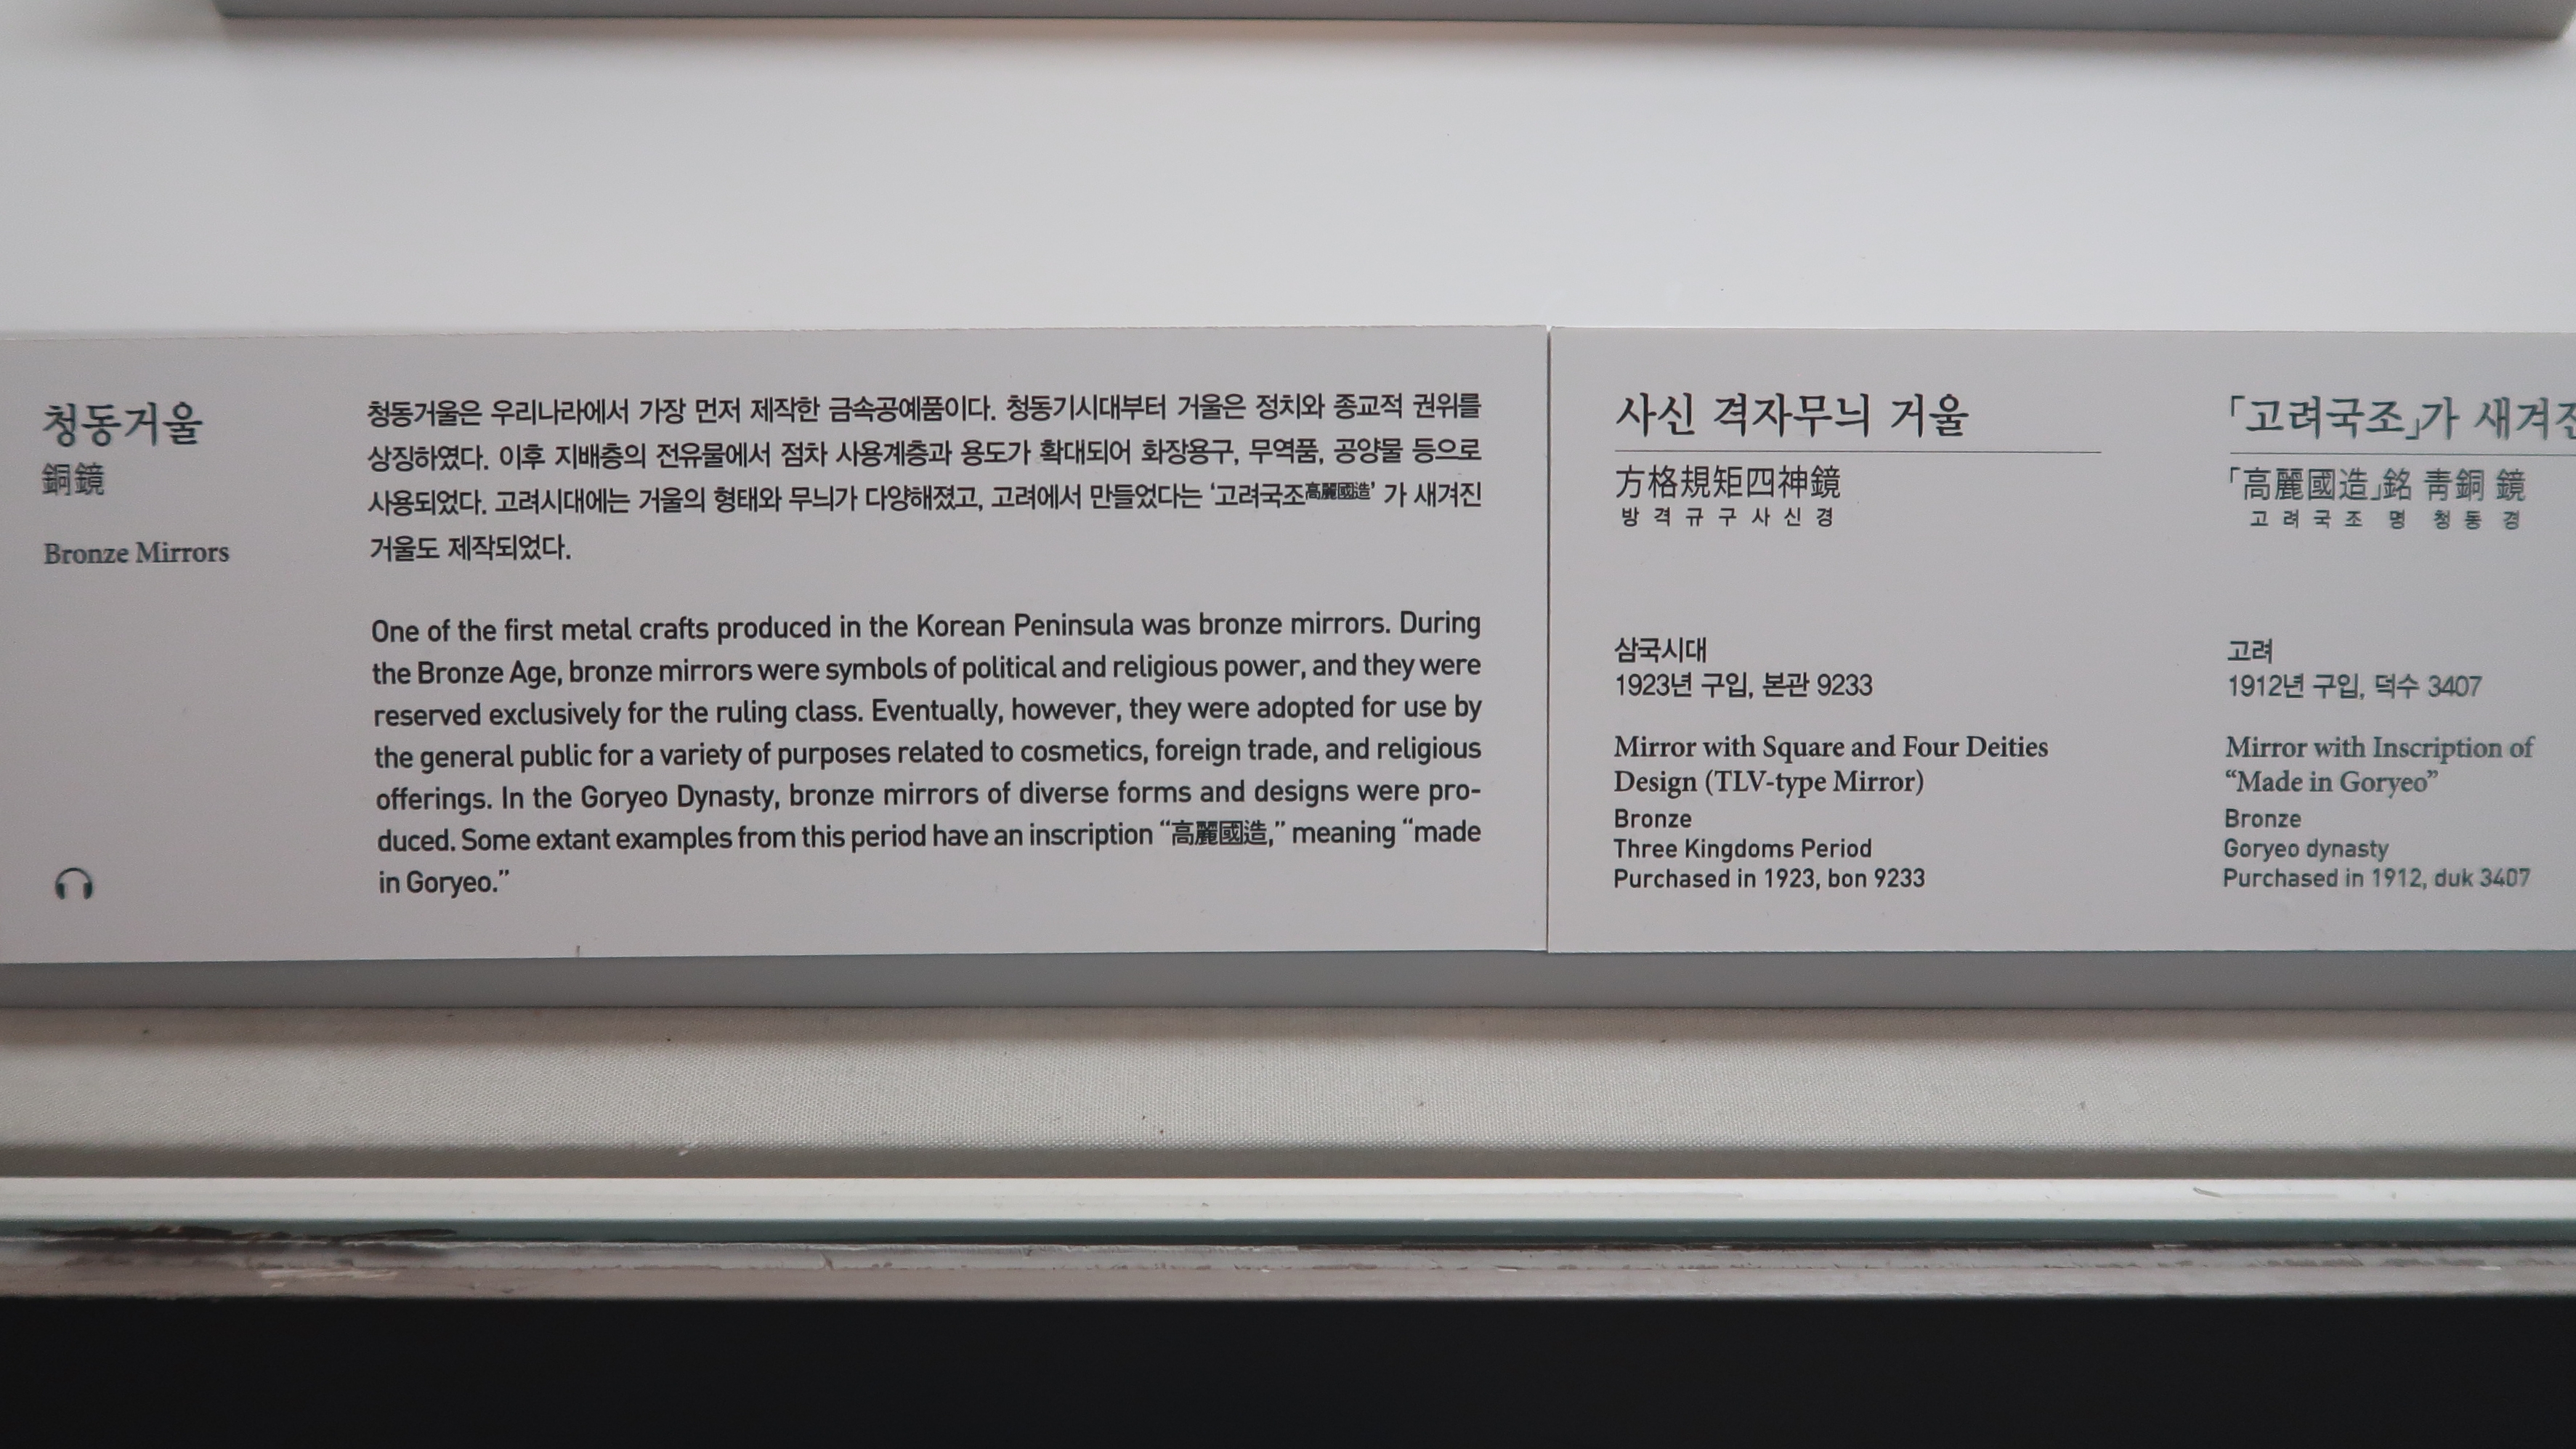 청동거울
銅鏡
Bronze Mirrors
청동거울은 우리나라에서 가장 먼저 제작한 금속공예품이다. 청동기시대부터 거울은 정치와 종교적 권위를
상징하였다. 이후 지배층의 전유물에서 점차 사용계층과 용도가 확대되어 화장용구, 무역품, 공양물 등으로
사용되었다. 고려시대에는 거울의 형태와 무늬가 다양해졌고, 고려에서 만들었다는 ‘고려국조高麗國造’ 가 새겨진
거울도 제작되었다.
One of the first metal crafts produced in the Korean Peninsula was bronze mirrors. During
the Bronze Age, bronze mirrors were symbols of political and religious power, and they were
reserved exclusively for the ruling class. Eventually, however, they were adopted for use by
the general public for a variety of purposes related to cosmetics, foreign trade, and religious
offerings. In the Goryeo Dynasty, bronze mirrors of diverse forms and designs were pro-
duced. Some extant examples from this period have an inscription “高麗國造,” meaning “made
in Goryeo.”
사신 격자무늬 거울
方格規矩四神鏡
방격규구사신경
삼국시대
1923년 구입, 본관 9233
Mirror with Square and Four Deities
Design (TLV-type Mirror)
Bronze
Three Kingdoms Period
Purchased in 1923, bon 9233
「고려국조」가 새겨진
「高麗國造」銘 靑銅 鏡
고려국조 명 청동 경
고려
1912년 구입, 덕수 3407
Mirror with Inscription of
“Made in Goryeo”
Bronze
Goryeo dynasty
Purchased in 1912, duk 3407